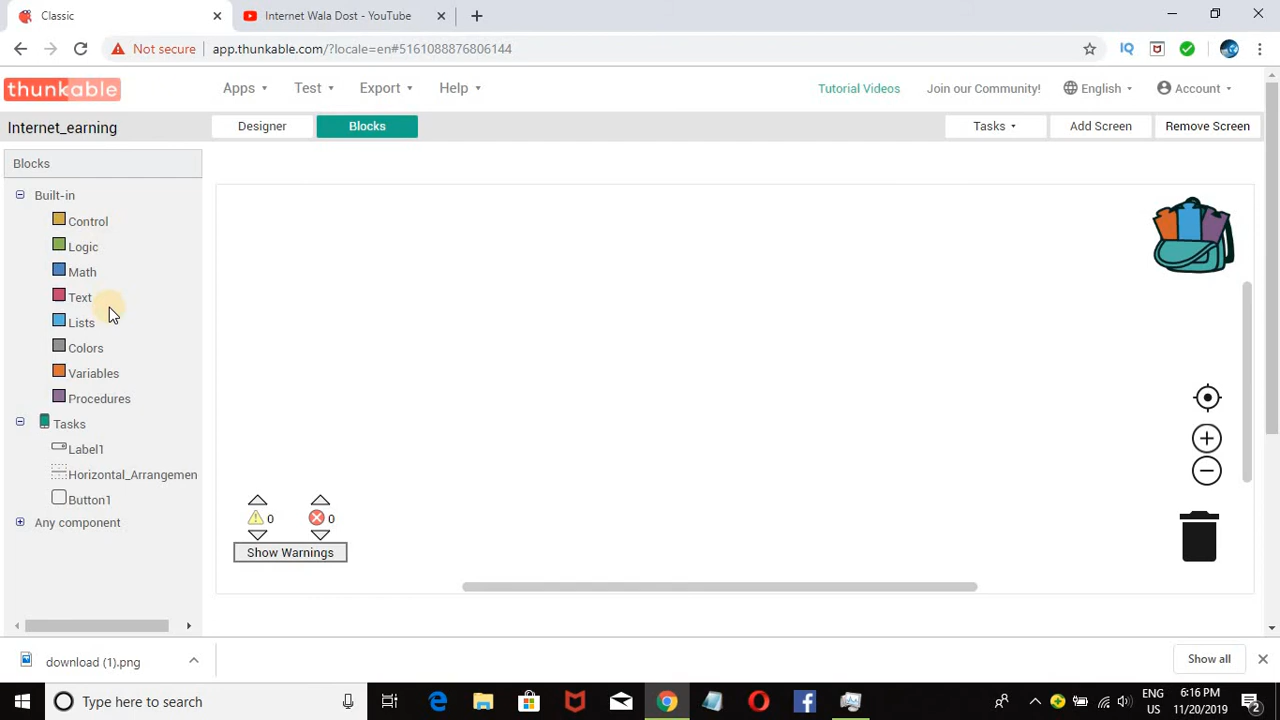 Classic
Internet Wala Dost - YouTube
Not secure
app.thunkable.com/?locale=en#5161088876806144
IQ
thunkable
Apps
Test
Export
Help
Tutorial Videos
Join our Community!
English
Account
Internet_earning
Designer
Blocks
Tasks
Add Screen
Remove Screen
Blocks
Built-in
Control
Logic
Math
Text
Lists
Colors
Variables
Procedures
Tasks
Label1
Horizontal_Arrangemen
Button1
Any component
0
0
Show Warnings
download (1).png
Show all
Type here to search
ENG
US
6:16 PM
11/20/2019
2